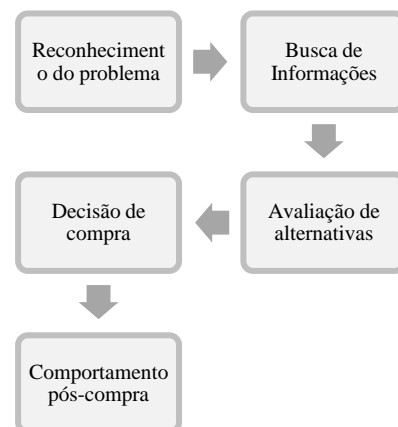 Reconheciment
o do problema
Busca de
Informações
Avaliação de
alternativas
Decisão de
compra
Comportamento
pós-compra